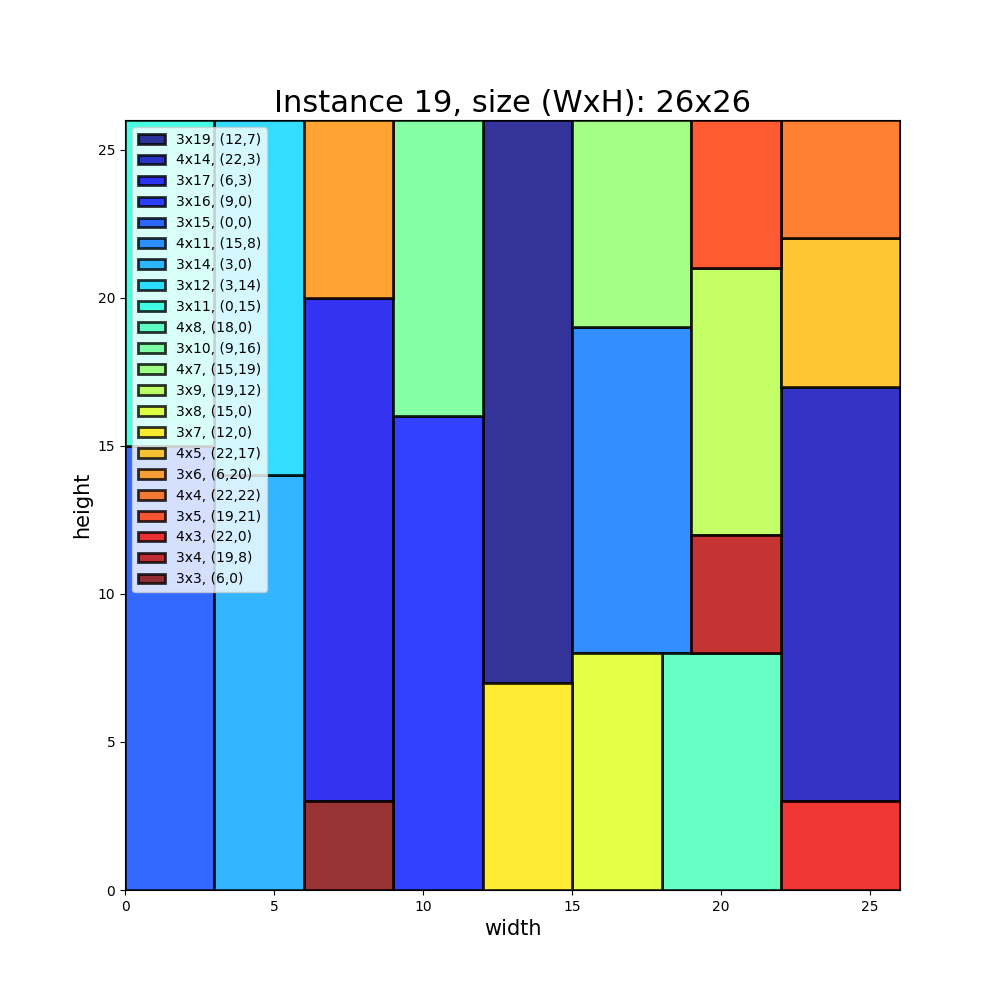 Instance 19, size (WxH): 26x26
3x19, (12,7)
4x14, (22,3)
3x17, (6,3)
3x16, (9,0)
3x15, (0,0)
4x11, (15,8)
3x14, (3,0)
3x12, (3,14)
3x11, (0,15)
4x8, (18,0)
3x10, (9,16)
4x7, (15,19)
3x9, (19,12)
3x8, (15,0)
3x7, (12,0)
4x5, (22,17)
3x6, (6,20)
4x4, (22,22)
3x5, (19,21)
4x3, (22,0)
3x4, (19,8)
3x3, (6,0)
25
20
15
10
5
0
height
0 5 10 15 20 25
width